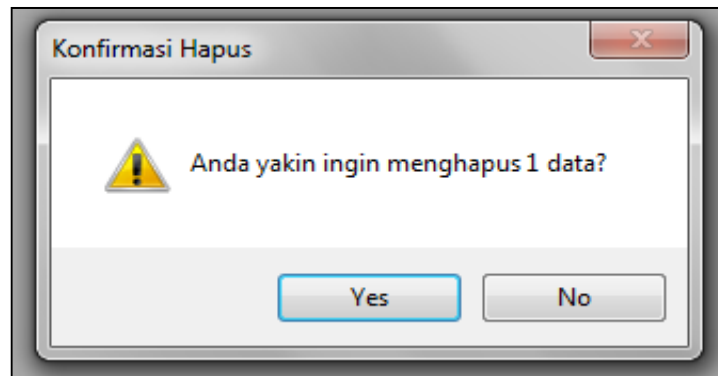 Konfirmasi Hapus
Anda yakin ingin menghapus 1 data?
Yes
No